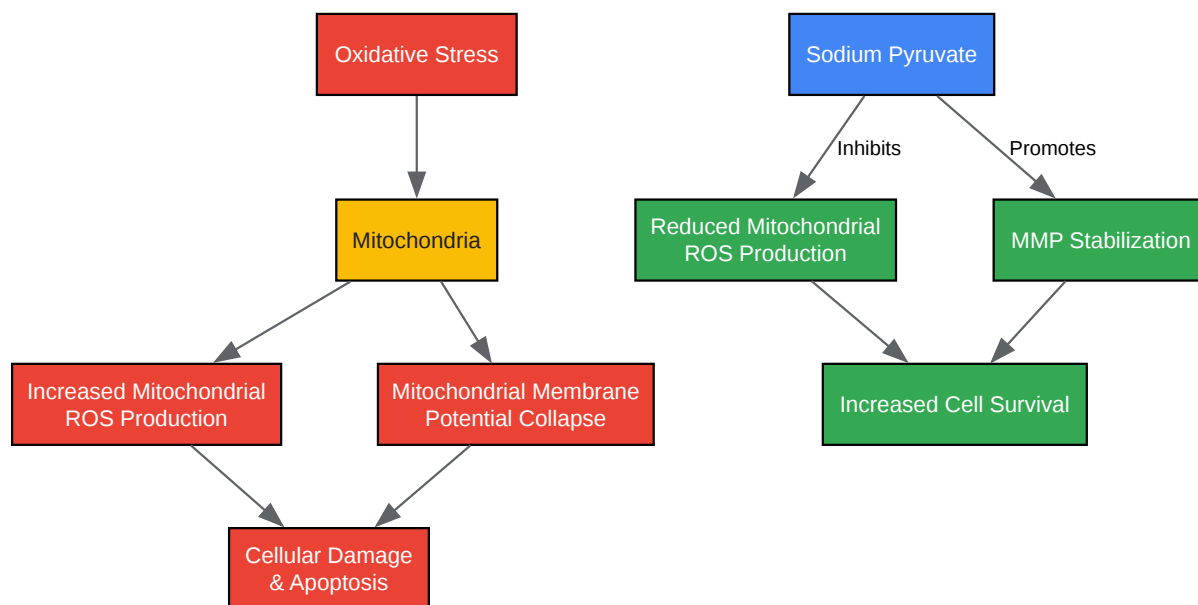 Oxidative Stress
Sodium Pyruvate
Inhibits
Promotes
Mitochondria
Reduced Mitochondrial
ROS Production
MMP Stabilization
Increased Mitochondrial
ROS Production
Mitochondrial Membrane
Potential Collapse
Increased Cell Survival
Cellular Damage
& Apoptosis